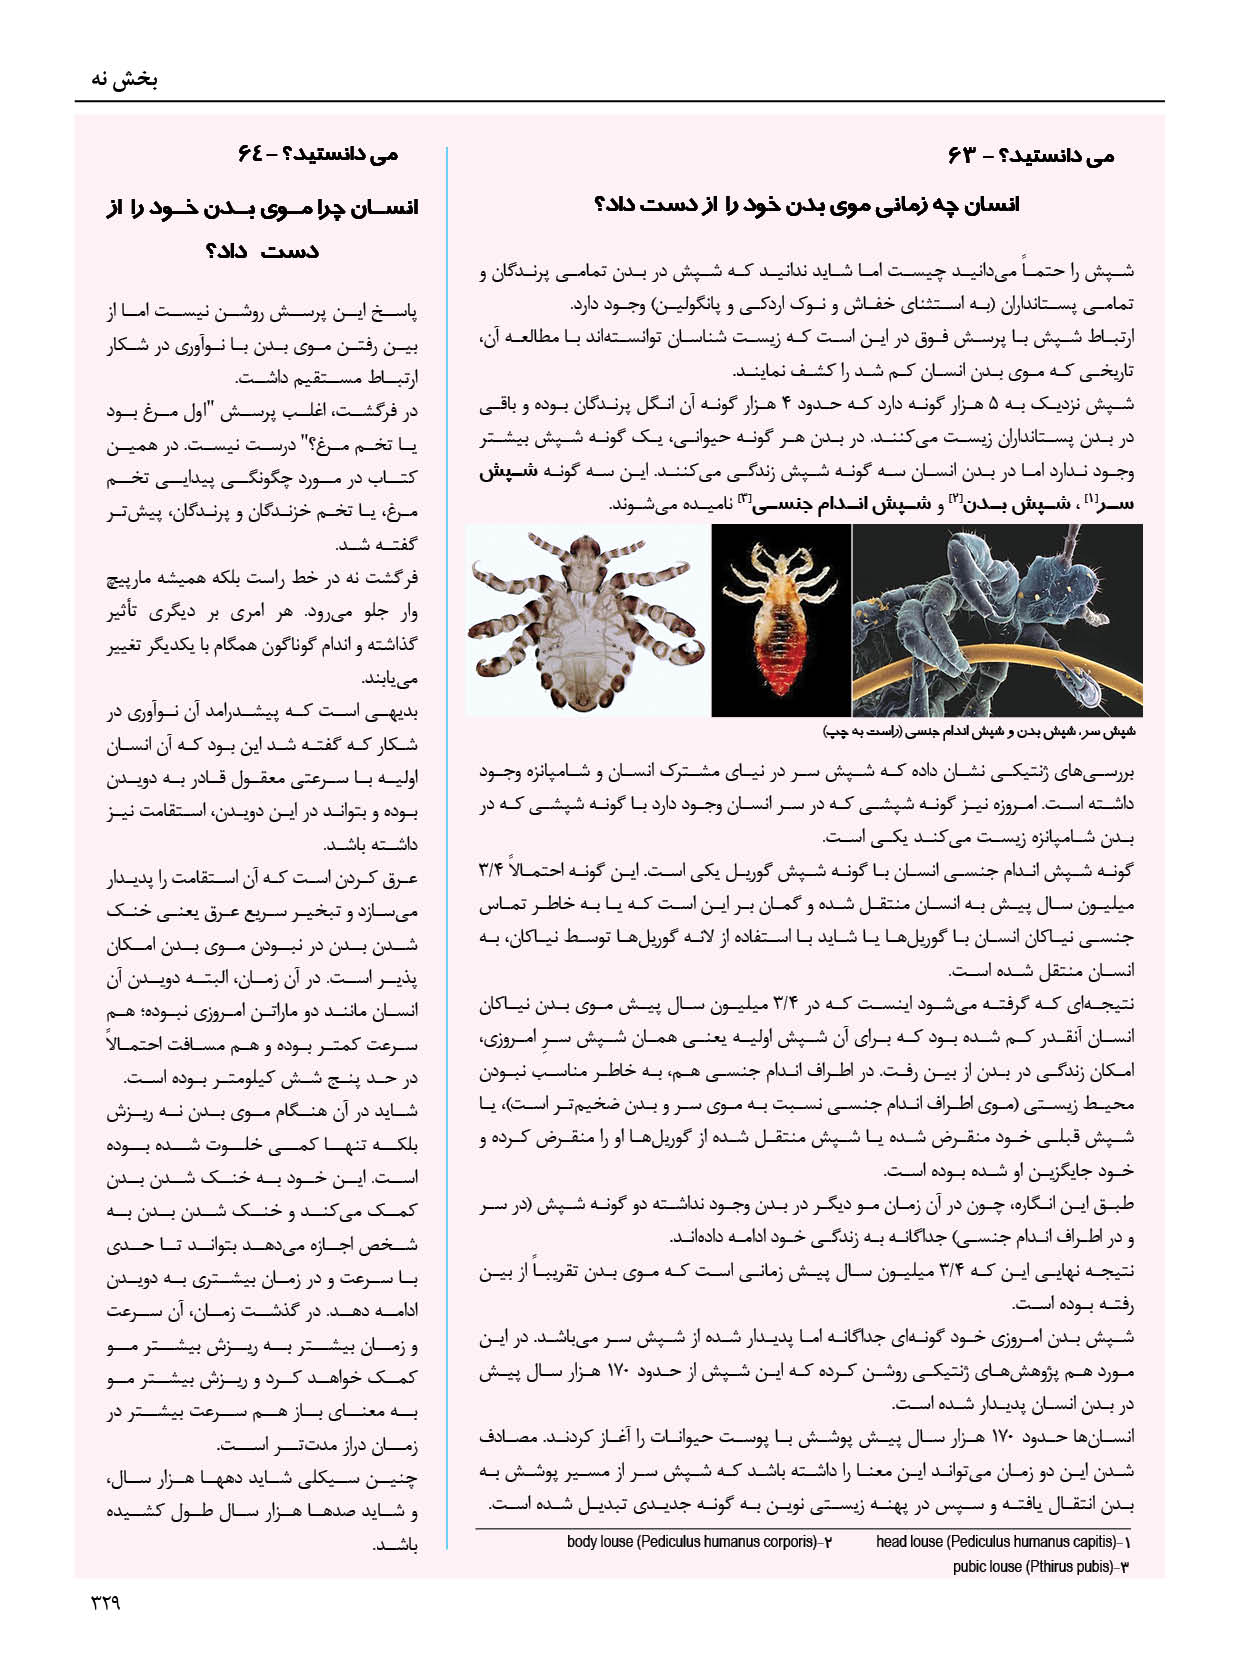 بخش نه
می دانستید؟ - ۶۳
انسان چه زمانی موی بدن خود را از دست داد؟
شپش را حتماً می‌دانید چیست اما شاید ندانید که شپش در بدن تمامی پرندگان و
تمامی پستانداران (به استثنای خفاش و نوک اردکی و پانگولین) وجود دارد.
ارتباط شپش با پرسش فوق در این است که زیست شناسان توانسته‌اند با مطالعه آن،
تاریخی که موی بدن انسان کم شد را کشف نمایند.
شپش نزدیک به ۵ هزار گونه دارد که حدود ۴ هزار گونه آن انگل پرندگان بوده و باقی
در بدن پستانداران زیست می‌کنند. در بدن هر گونه حیوانی، یک گونه شپش بیشتر
وجود ندارد اما در بدن انسان سه گونه شپش زندگی می‌کنند. این سه گونه شپش
سر[۱]، شپش بدن[۲] و شپش اندام جنسی[۳] نامیده می‌شوند.
شپش سر، شپش بدن و شپش اندام جنسی (راست به چپ)
بررسی‌های ژنتیکی نشان داده که شپش سر در نیای مشترک انسان و شامپانزه وجود
داشته است. امروزه نیز گونه شپشی که در سر انسان وجود دارد با گونه شپشی که در
بدن شامپانزه زیست می‌کند یکی است.
گونه شپش اندام جنسی انسان با گونه شپش گوریل یکی است. این گونه احتمالاً ۳/۴
میلیون سال پیش به انسان منتقل شده و گمان بر این است که یا به خاطر تماس
جنسی نیاکان انسان با گوریل‌ها یا شاید با استفاده از لانه گوریل‌ها توسط نیاکان، به
انسان منتقل شده است.
نتیجه‌ای که گرفته می‌شود اینست که در ۳/۴ میلیون سال پیش موی بدن نیاکان
انسان آنقدر کم شده بود که برای آن شپش اولیه یعنی همان شپش سرِ امروزی،
امکان زندگی در بدن از بین رفت. در اطراف اندام جنسی هم، به خاطر مناسب نبودن
محیط زیستی (موی اطراف اندام جنسی نسبت به موی سر و بدن ضخیم‌تر است)، یا
شپش قبلی خود منقرض شده یا شپش منتقل شده از گوریل‌ها او را منقرض کرده و
خود جایگزین او شده بوده است.
طبق این انگاره، چون در آن زمان مو دیگر در بدن وجود نداشته دو گونه شپش (در سر
و در اطراف اندام جنسی) جداگانه به زندگی خود ادامه داده‌اند.
نتیجه نهایی این که ۳/۴ میلیون سال پیش زمانی است که موی بدن تقریباً از بین
رفته بوده است.
شپش بدن امروزی خود گونه‌ای جداگانه اما پدیدار شده از شپش سر می‌باشد. در این
مورد هم پژوهش‌های ژنتیکی روشن کرده که این شپش از حدود ۱۷۰ هزار سال پیش
در بدن انسان پدیدار شده است.
انسان‌ها حدود ۱۷۰ هزار سال پیش پوشش با پوست حیوانات را آغاز کردند. مصادف
شدن این دو زمان می‌تواند این معنا را داشته باشد که شپش سر از مسیر پوشش به
بدن انتقال یافته و سپس در پهنه زیستی نوین به گونه جدیدی تبدیل شده است.
۱-head louse (Pediculus humanus capitis) ۲-body louse (Pediculus humanus corporis)
۳-pubic louse (Pthirus pubis)
می دانستید؟ - ۶۴
انسان چرا موی بدن خود را از
دست داد؟
پاسخ این پرسش روشن نیست اما از
بین رفتن موی بدن با نوآوری در شکار
ارتباط مستقیم داشت.
در فرگشت، اغلب پرسش "اول مرغ بود
یا تخم مرغ؟" درست نیست. در همین
کتاب در مورد چگونگی پیدایی تخم
مرغ، یا تخم خزندگان و پرندگان، پیش‌تر
گفته شد.
فرگشت نه در خط راست بلکه همیشه مارپیچ
وار جلو می‌رود. هر امری بر دیگری تأثیر
گذاشته و اندام گوناگون همگام با یکدیگر تغییر
می‌یابند.
بدیهی است که پیشدرامد آن نوآوری در
شکار که گفته شد این بود که آن انسان
اولیه با سرعتی معقول قادر به دویدن
بوده و بتواند در این دویدن، استقامت نیز
داشته باشد.
عرق کردن است که آن استقامت را پدیدار
می‌سازد و تبخیر سریع عرق یعنی خنک
شدن بدن در نبودن موی بدن امکان
پذیر است. در آن زمان، البته دویدن آن
انسان مانند دو ماراتن امروزی نبوده؛ هم
سرعت کمتر بوده و هم مسافت احتمالاً
در حد پنج شش کیلومتر بوده است.
شاید در آن هنگام موی بدن نه ریزش
بلکه تنها کمی خلوت شده بوده
است. این خود به خنک شدن بدن
کمک می‌کند و خنک شدن بدن به
شخص اجازه می‌دهد بتواند تا حدی
با سرعت و در زمان بیشتری به دویدن
ادامه دهد. در گذشت زمان، آن سرعت
و زمان بیشتر به ریزش بیشتر مو
کمک خواهد کرد و ریزش بیشتر مو
به معنای باز هم سرعت بیشتر در
زمان دراز مدت‌تر است.
چنین سیکلی شاید دهها هزار سال،
و شاید صدها هزار سال طول کشیده
باشد.
۳۲۹